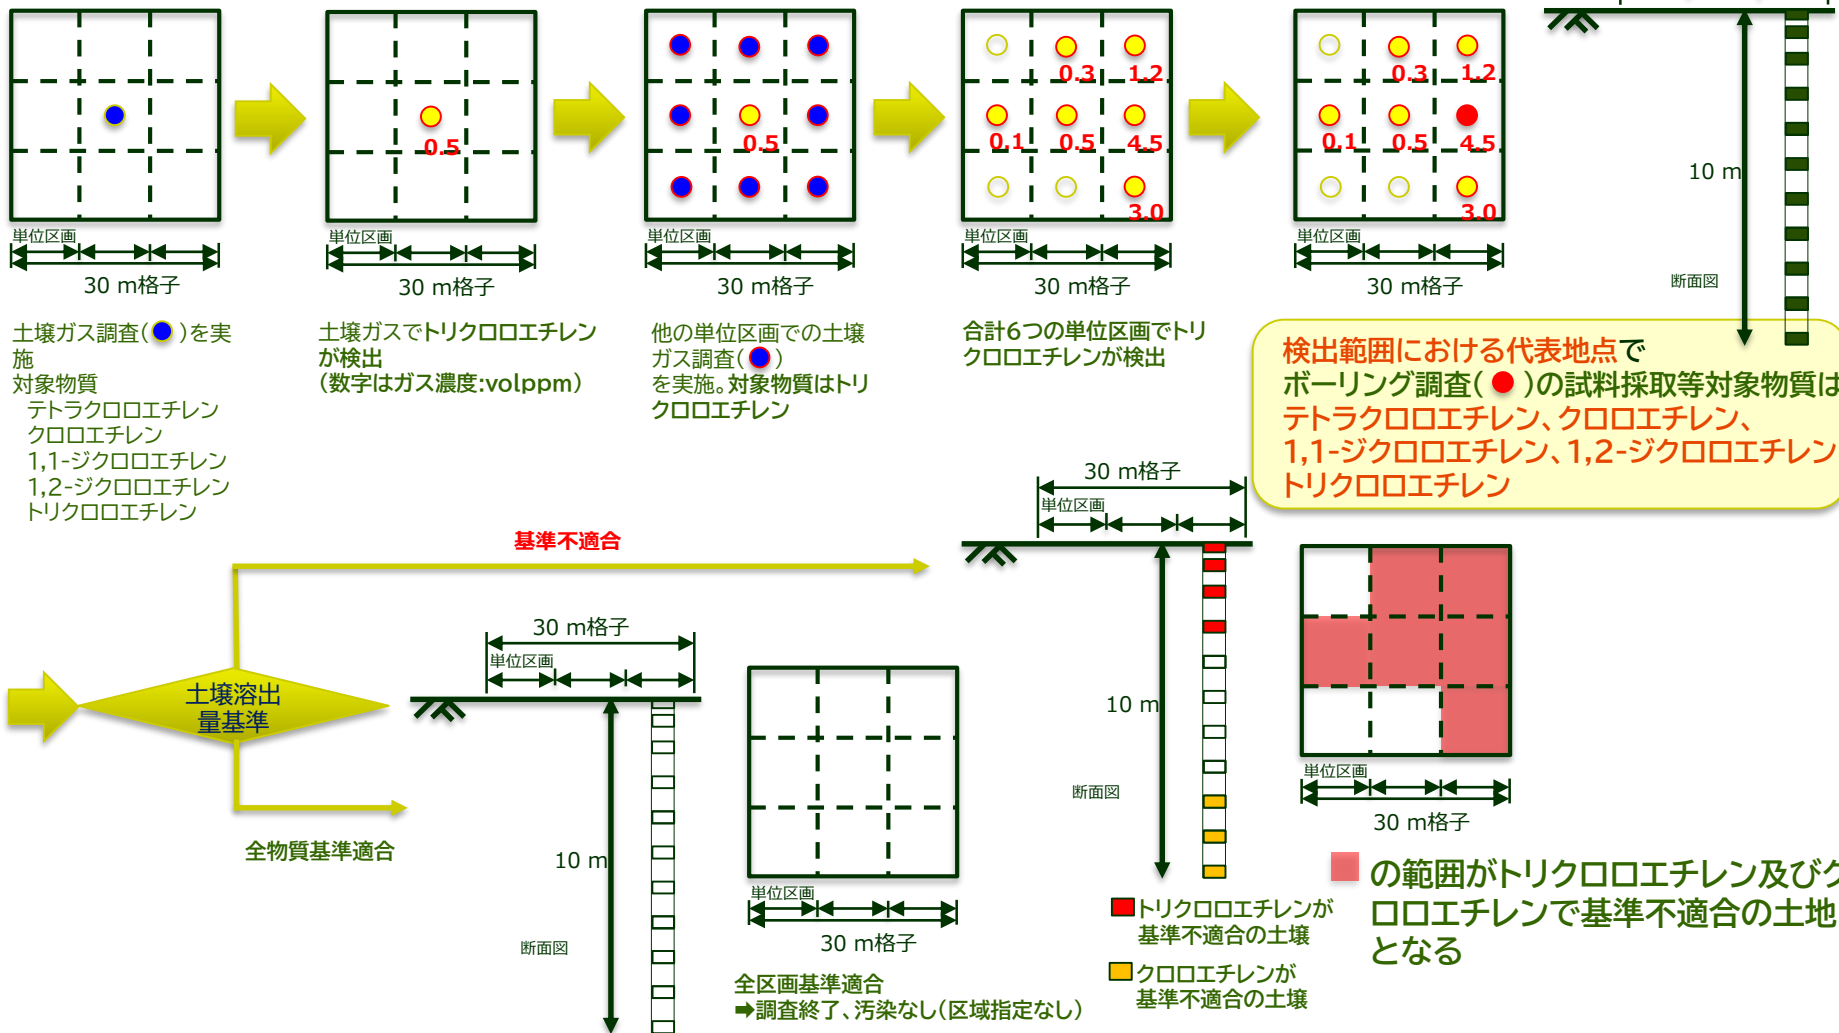 0.5
0.5
0.3
1.2
0.1
0.5
4.5
3.0
0.3
1.2
0.1
0.5
4.5
3.0
10 m
断面図
単位区画
30 m格子
単位区画
30 m格子
単位区画
30 m格子
単位区画
30 m格子
単位区画
30 m格子
土壌ガス調査( )を実
施
対象物質
テトラクロロエチレン
クロロエチレン
1,1-ジクロロエチレン
1,2-ジクロロエチレン
トリクロロエチレン
土壌ガスでトリクロロエチレン
が検出
(数字はガス濃度:volppm)
他の単位区画での土壌
ガス調査( )
を実施。対象物質はトリ
クロロエチレン
合計6つの単位区画でトリ
クロロエチレンが検出
検出範囲における代表地点で
ボーリング調査( )の試料採取等対象物質は
テトラクロロエチレン、クロロエチレン、
1,1-ジクロロエチレン、1,2-ジクロロエチレン
トリクロロエチレン
基準不適合
土壌溶出
量基準
全物質基準適合
30 m格子
単位区画
10 m
断面図
単位区画
30 m格子
全区画基準適合
➡調査終了、汚染なし(区域指定なし)
30 m格子
単位区画
10 m
断面図
トリクロロエチレンが
基準不適合の土壌
クロロエチレンが
基準不適合の土壌
単位区画
30 m格子
の範囲がトリクロロエチレン及びク
ロロエチレンで基準不適合の土地
となる